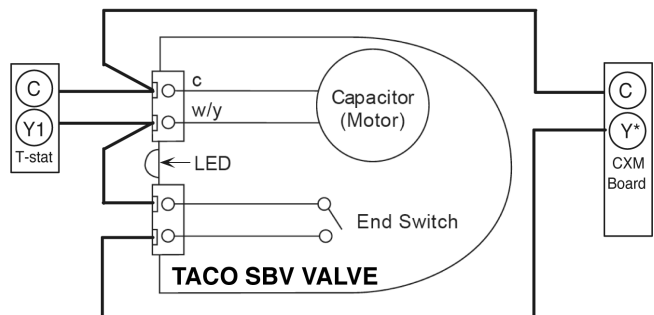 C
Y1
T-stat
c
w/y
LED
Capacitor
(Motor)
End Switch
TACO SBV VALVE
C
Y*
CXM
Board